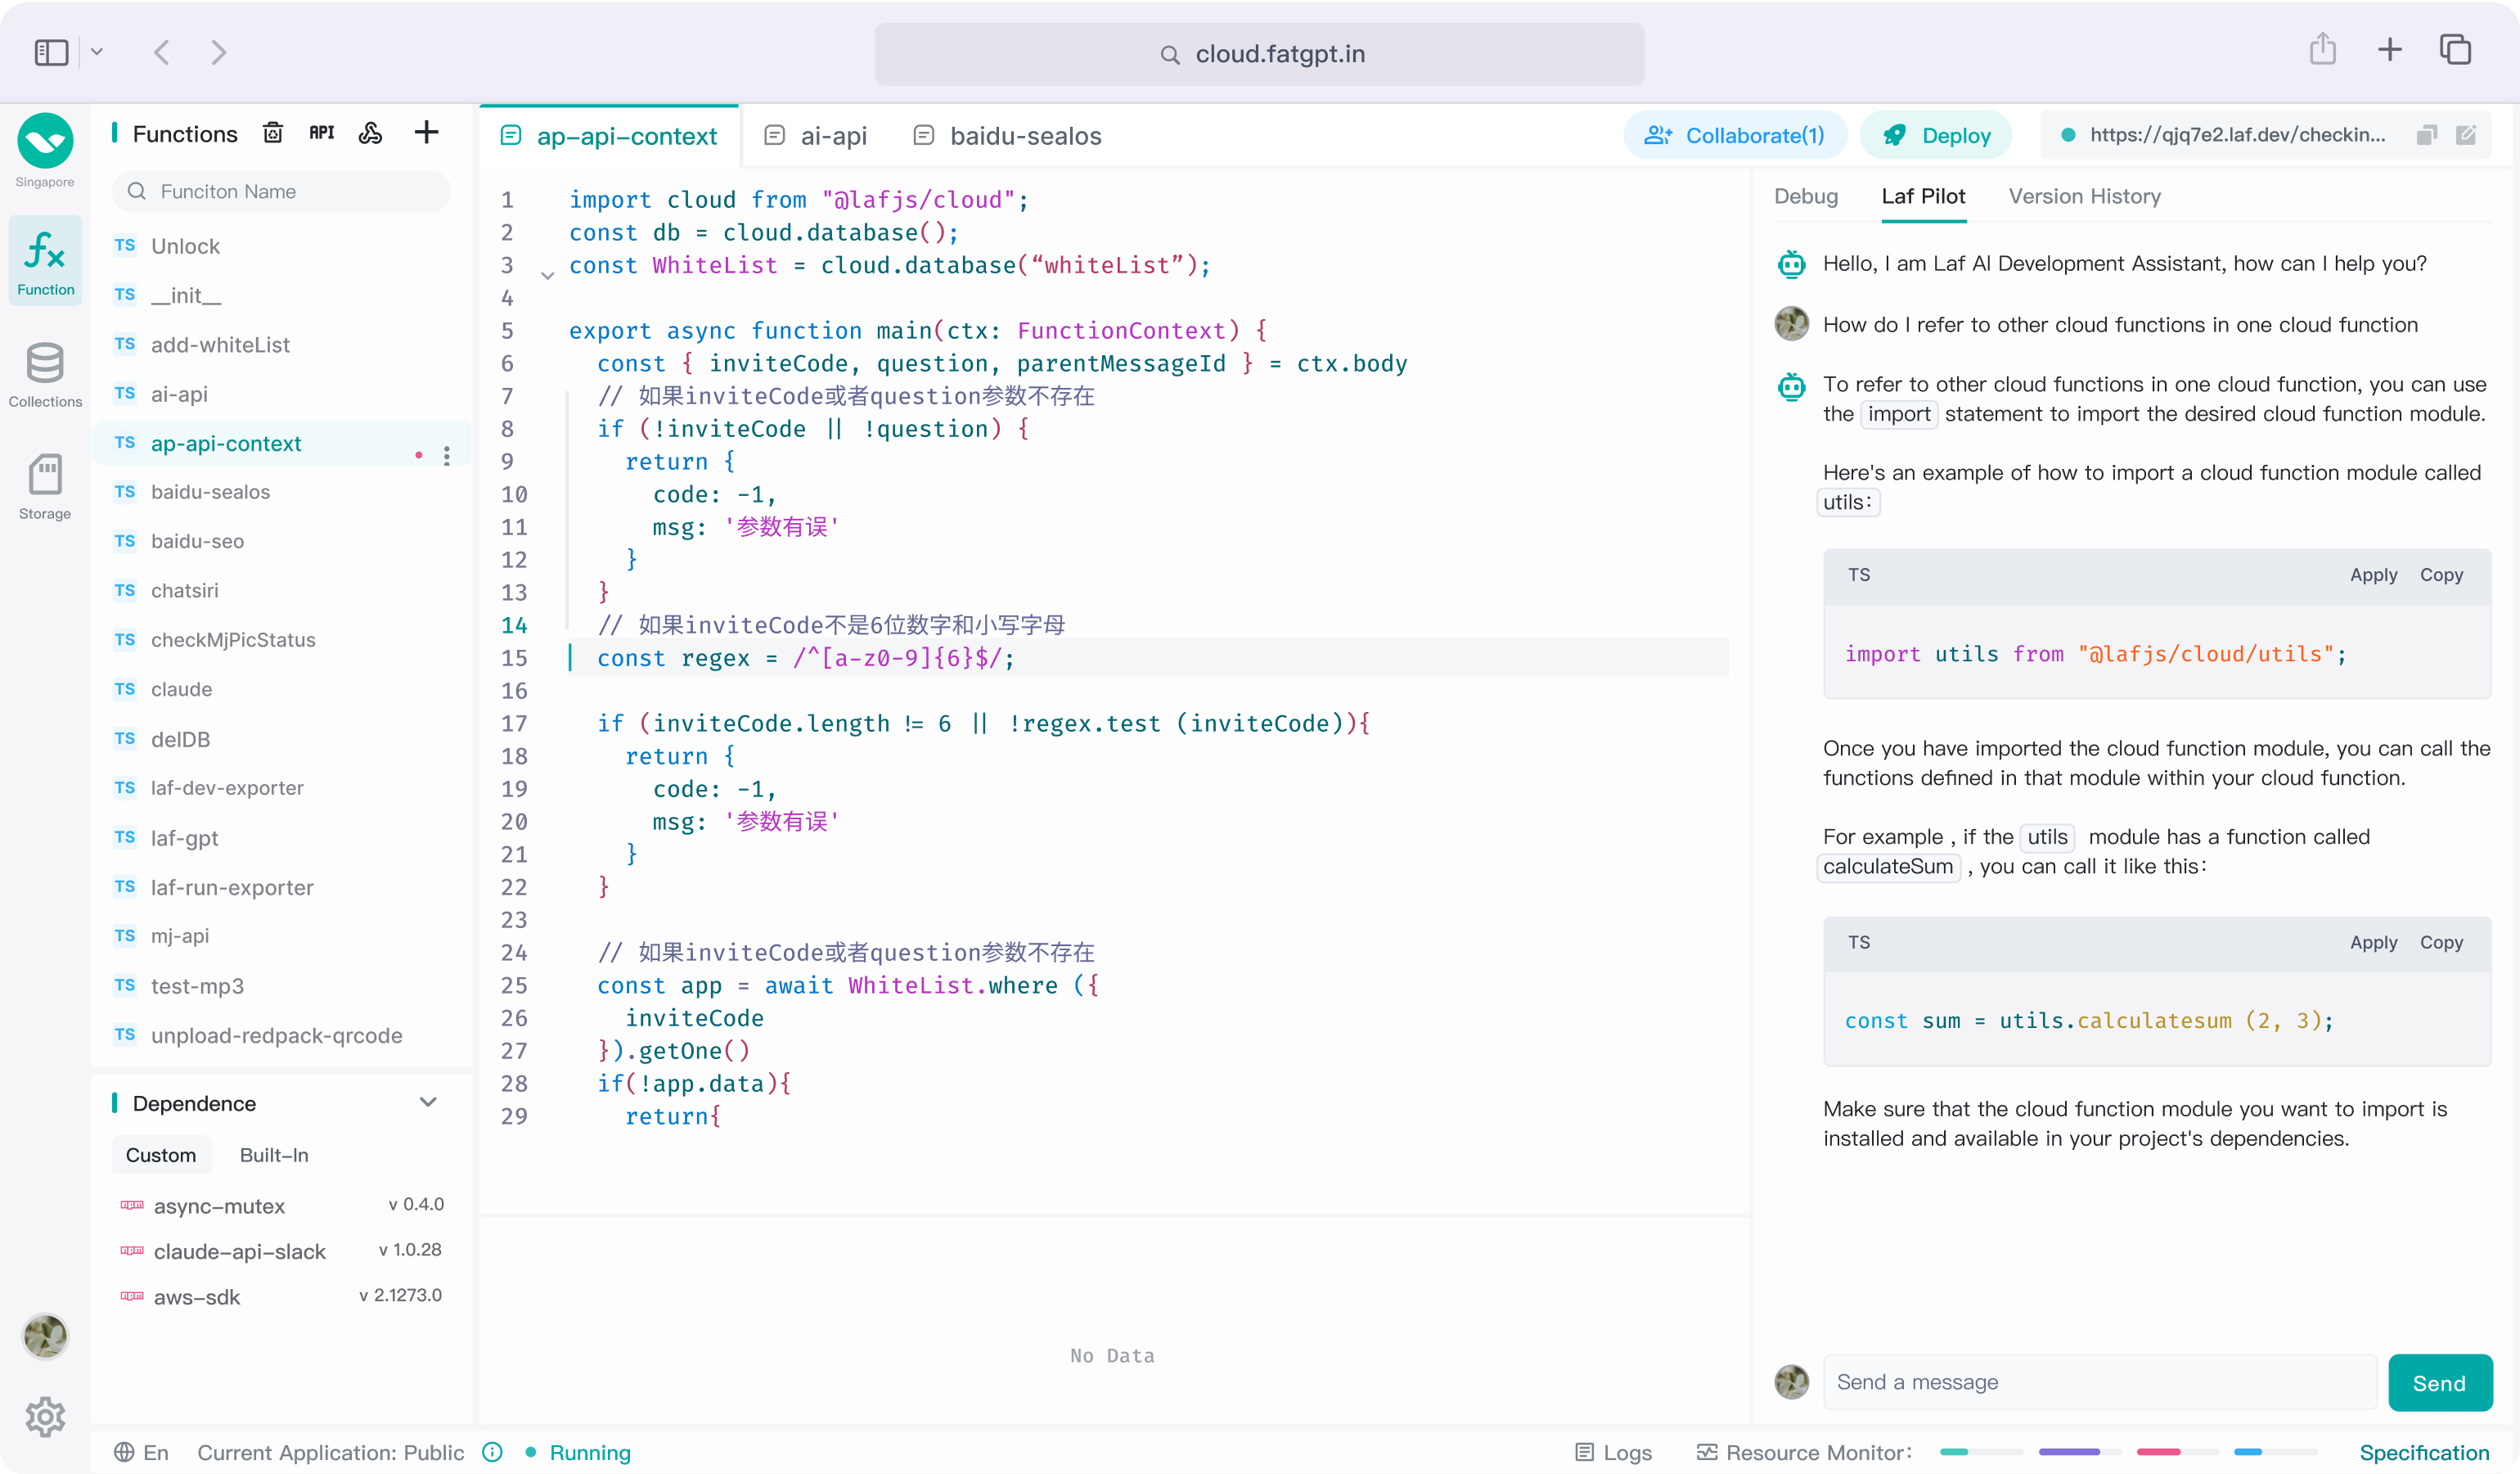 cloud.fatgpt.in
Singapore
Function
Collections
Storage
Functions
API
Funciton Name
TS Unlock
TS __init__
TS add-whiteList
TS ai-api
TS ap-api-context
TS baidu-sealos
TS baidu-seo
TS chatsiri
TS checkMjPicStatus
TS claude
TS delDB
TS laf-dev-exporter
TS laf-gpt
TS laf-run-exporter
TS mj-api
TS test-mp3
TS unpload-redpack-qrcode
Dependence
Custom Built-In
async-mutex v 0.4.0
claude-api-slack v 1.0.28
aws-sdk v 2.1273.0
ap-api-context ai-api baidu-sealos
Collaborate(1) Deploy https://qjq7e2.laf.dev/checkin...
1 import cloud from "@lafjs/cloud";
2 const db = cloud.database();
3 const WhiteList = cloud.database(“whiteList”);
4
5 export async function main(ctx: FunctionContext) {
6 const { inviteCode, question, parentMessageId } = ctx.body
7 // 如果inviteCode或者question参数不存在
8 if (!inviteCode || !question) {
9 return {
10 code: -1,
11 msg: '参数有误'
12 }
13 }
14 // 如果inviteCode不是6位数字和小写字母
15 const regex = /^[a-z0-9]{6}$/;
16
17 if (inviteCode.length != 6 || !regex.test (inviteCode)){
18 return {
19 code: -1,
20 msg: '参数有误'
21 }
22 }
23
24 // 如果inviteCode或者question参数不存在
25 const app = await WhiteList.where ({
26 inviteCode
27 }).getOne()
28 if(!app.data){
29 return{
No Data
Debug Laf Pilot Version History
Hello, I am Laf AI Development Assistant, how can I help you?
How do I refer to other cloud functions in one cloud function
To refer to other cloud functions in one cloud function, you can use
the import statement to import the desired cloud function module.
Here's an example of how to import a cloud function module called
utils:
TS Apply Copy
import utils from "@lafjs/cloud/utils";
Once you have imported the cloud function module, you can call the
functions defined in that module within your cloud function.
For example , if the utils module has a function called
calculateSum , you can call it like this:
TS Apply Copy
const sum = utils.calculatesum (2, 3);
Make sure that the cloud function module you want to import is
installed and available in your project's dependencies.
Send a message Send
En Current Application: Public Running
Logs Resource Monitor: Specification